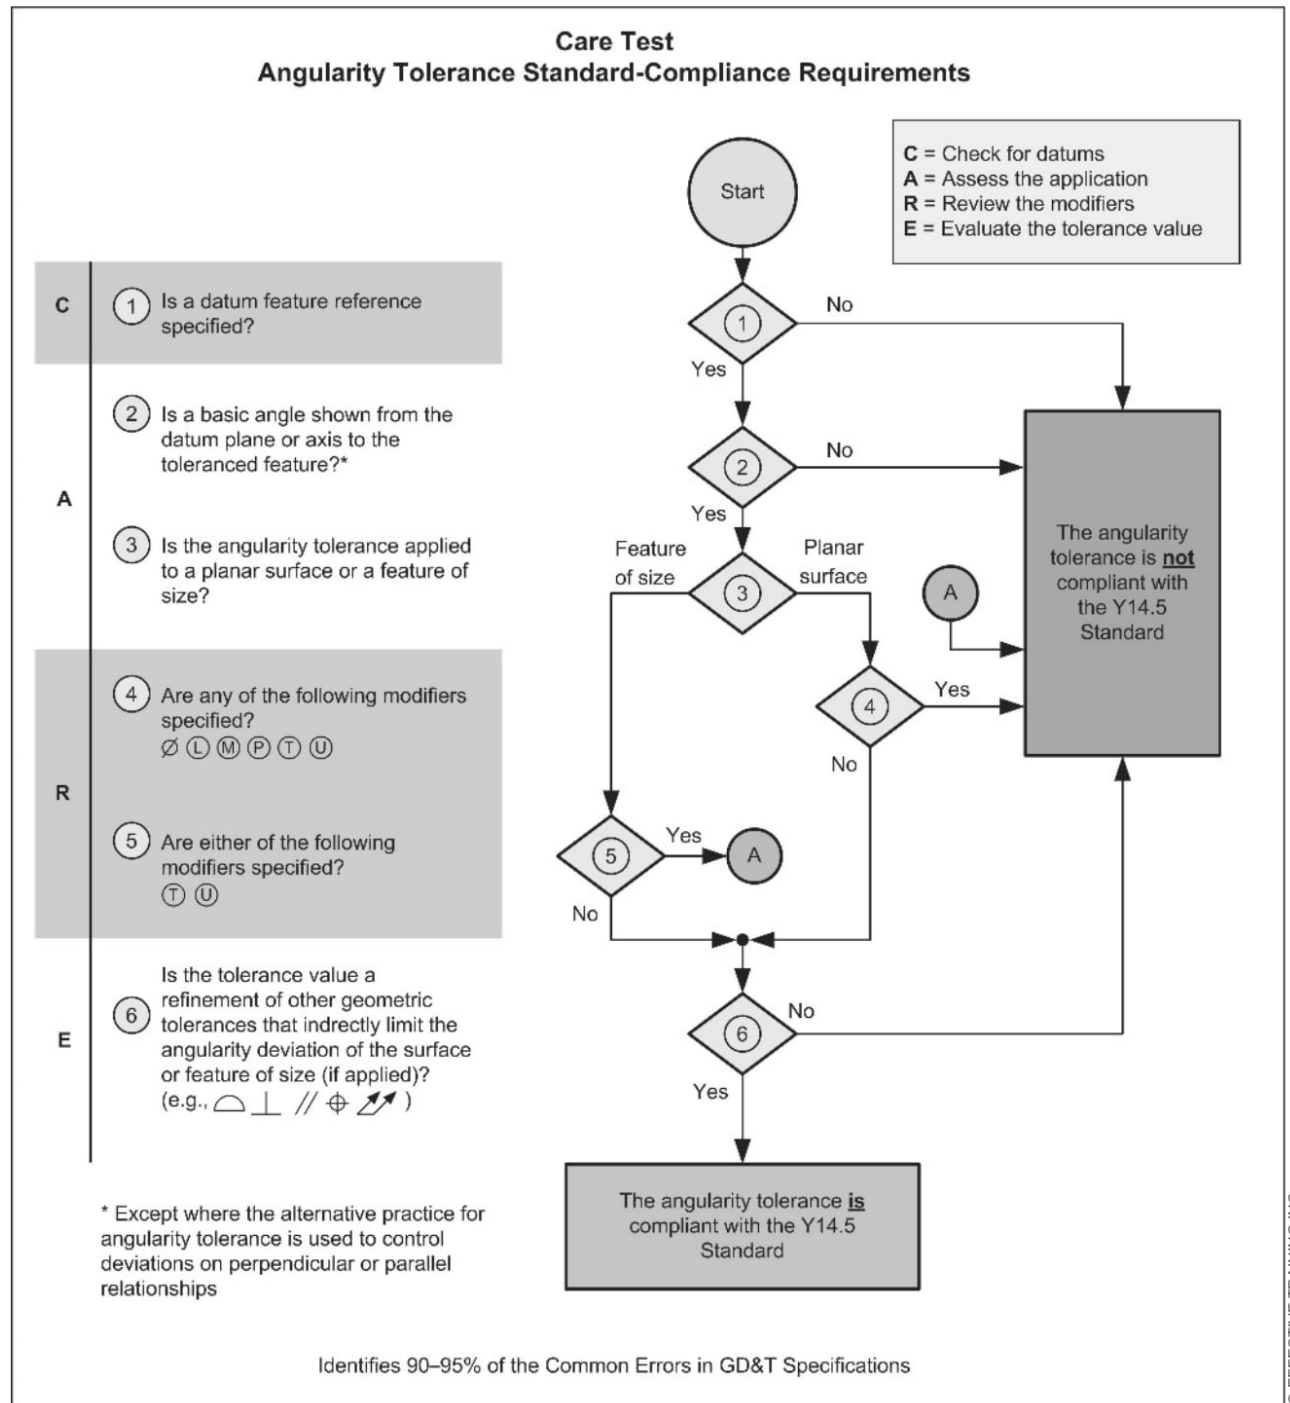 Care Test
Angularity Tolerance Standard-Compliance Requirements
C = Check for datums
A = Assess the application
R = Review the modifiers
E = Evaluate the tolerance value
C
1
Is a datum feature reference
specified?
A
2
Is a basic angle shown from the
datum plane or axis to the
toleranced feature?*
3
Is the angularity tolerance applied
to a planar surface or a feature of
size?
R
4
Are any of the following modifiers
specified?
⌀ Ⓛ Ⓜ Ⓟ Ⓣ Ⓤ
5
Are either of the following
modifiers specified?
Ⓣ Ⓤ
E
6
Is the tolerance value a
refinement of other geometric
tolerances that indirectly limit the
angularity deviation of the surface
or feature of size (if applied)?
(e.g., ⌓ ⟂ // ⌖ ⌰ )
* Except where the alternative practice for
angularity tolerance is used to control
deviations on perpendicular or parallel
relationships
Start
1
No
Yes
2
No
Yes
Feature
of size
3
Planar
surface
A
The angularity
tolerance is not
compliant with
the Y14.5
Standard
4
Yes
No
5
Yes
A
No
6
No
Yes
The angularity tolerance is
compliant with the Y14.5
Standard
Identifies 90–95% of the Common Errors in GD&T Specifications